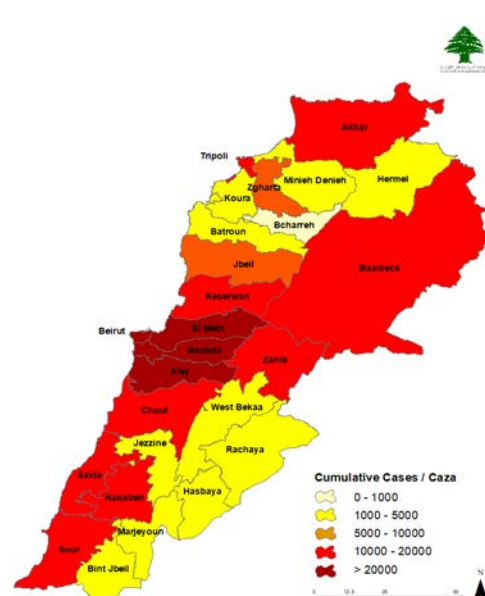 Akkar
Tripoli
Zgharta
Minieh Denieh
Hermel
Koura
Bcharreh
Batroun
Baalbeck
Jbeil
Keserwan
Beirut
El Metn
Baabda
Zahle
Aley
Chouf
West Bekaa
Jezzine
Rachaya
Saida
Nabatieh
Hasbaya
Marjeyoun
Sour
Bint Jbeil
Cumulative Cases / Caza
0 - 1000
1000 - 5000
5000 - 10000
10000 - 20000
> 20000
N